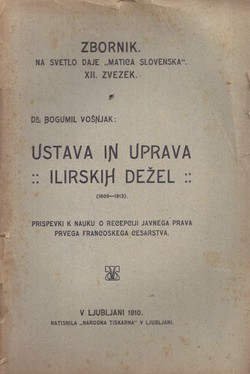 ZBORNIK.
NA SVETLO DAJE „MATICA SLOVENSKA“.
XII. ZVEZEK.
DR. BOGUMIL VOŠNJAK:
USTAVA IN UPRAVA
:: ILIRSKIH DEŽEL ::
(1809—1813).
PRISPEVKI K NAUKU O RECEPCIJI JAVNEGA PRAVA
PRVEGA FRANCOSKEGA CESARSTVA.
V LJUBLJANI 1910.
NATISNILA „NARODNA TISKARNA“ V LJUBLJANI.